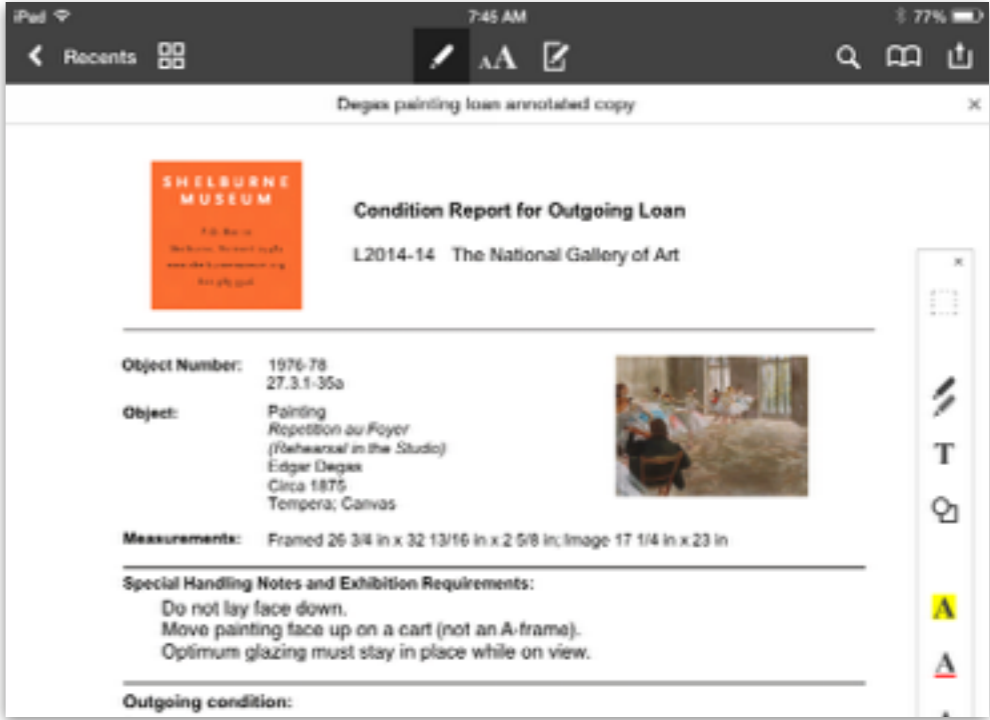 iPad 7:45 AM 77%
Recents AA
Degas painting loan annotated copy
SHELBURNE
MUSEUM
Condition Report for Outgoing Loan
L2014-14 The National Gallery of Art
Object Number: 1976-78
27.3.1-35a
Object: Painting
Repetition au Foyer
(Rehearsal in the Studio)
Edgar Degas
Circa 1875
Tempera; Canvas
Measurements: Framed 26 3/4 in x 32 13/16 in x 2 5/8 in; Image 17 1/4 in x 23 in
Special Handling Notes and Exhibition Requirements:
Do not lay face down.
Move painting face up on a cart (not an A-frame).
Optimum glazing must stay in place while on view.
Outgoing condition:
T
A
A